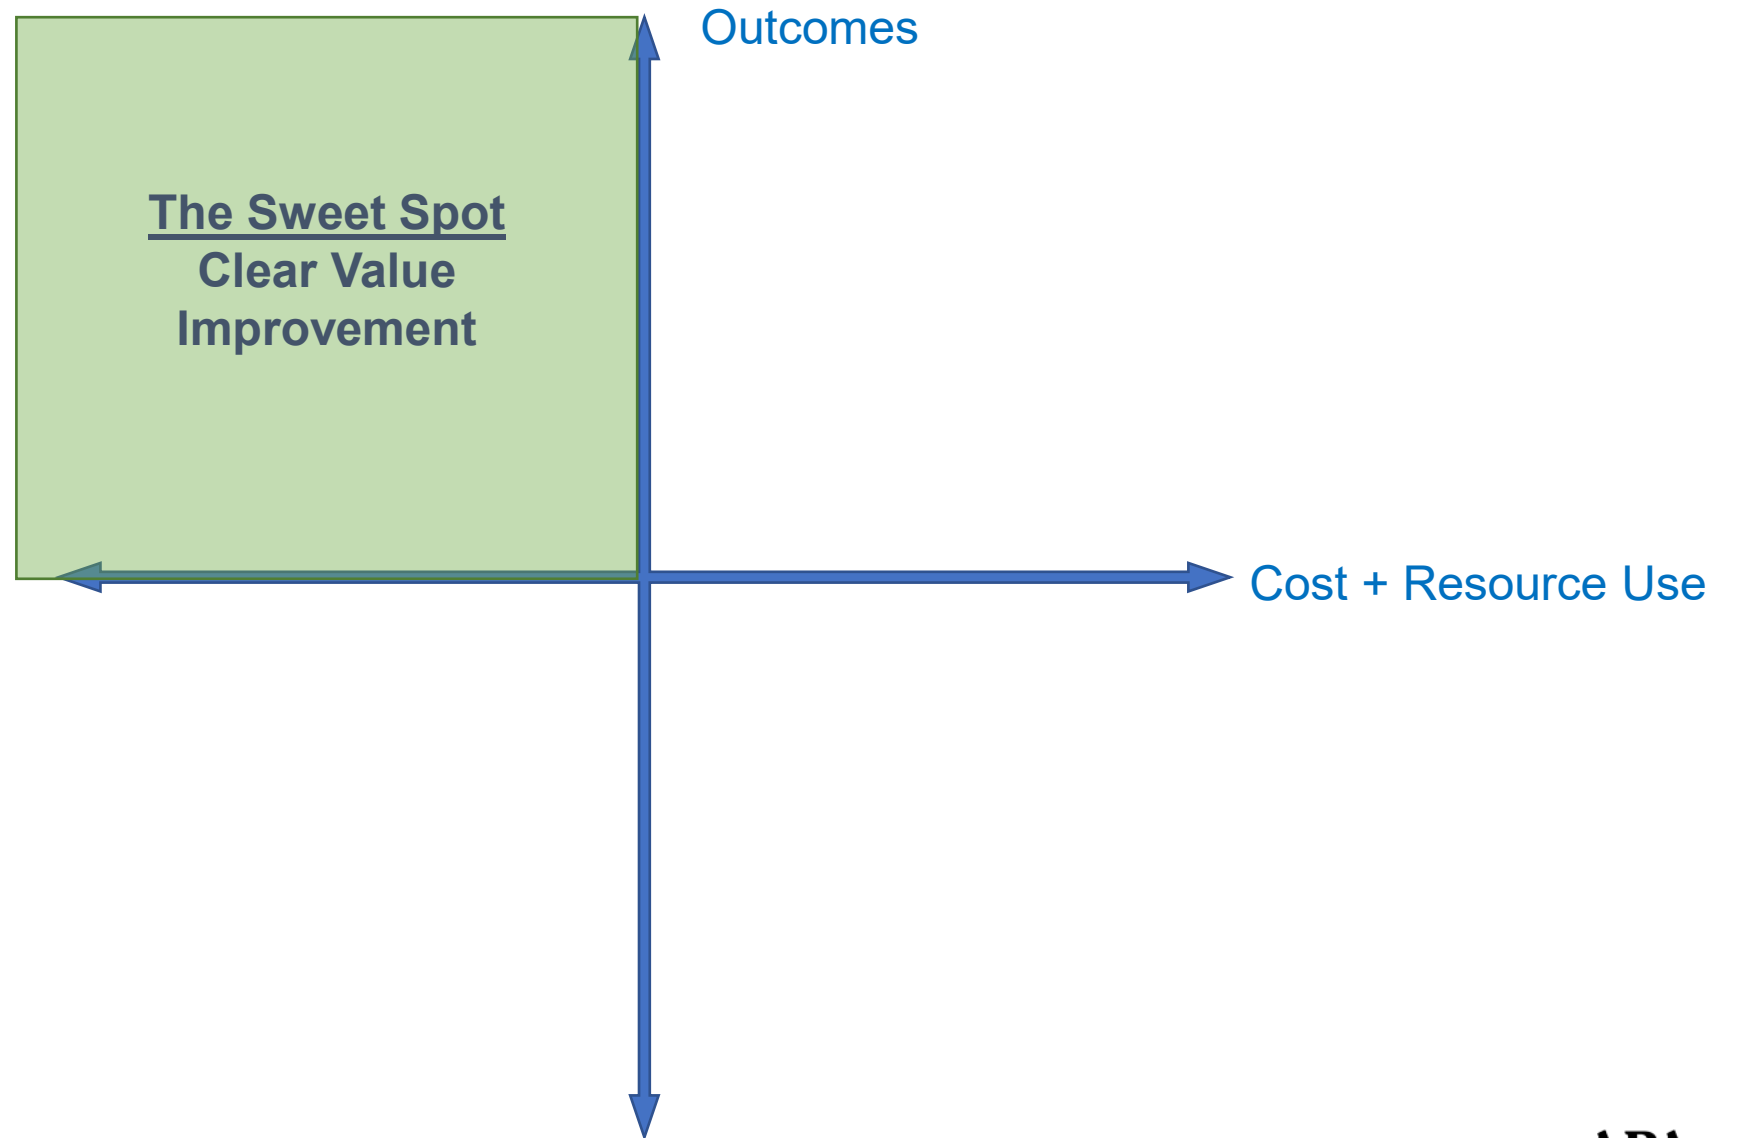 Outcomes
The Sweet Spot
Clear Value
Improvement
Cost + Resource Use